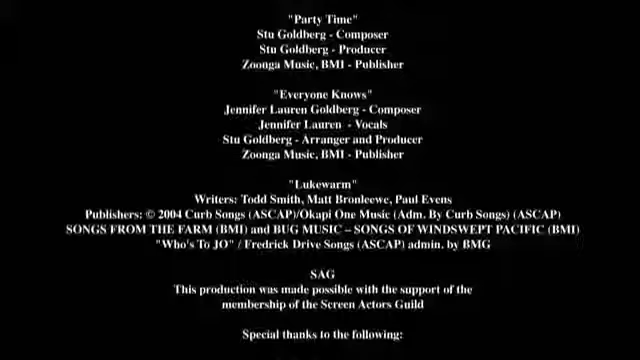 "Party Time"
Stu Goldberg - Composer
Stu Goldberg - Producer
Zoonga Music, BMI - Publisher
"Everyone Knows"
Jennifer Lauren Goldberg - Composer
Jennifer Lauren - Vocals
Stu Goldberg - Arranger and Producer
Zoonga Music, BMI - Publisher
"Lukewarm"
Writers: Todd Smith, Matt Bronleewe, Paul Evens
Publishers: © 2004 Curb Songs (ASCAP)/Okapi One Music (Adm. By Curb Songs) (ASCAP)
SONGS FROM THE FARM (BMI) and BUG MUSIC – SONGS OF WINDSWEPT PACIFIC (BMI)
"Who's To JO" / Fredrick Drive Songs (ASCAP) admin. by BMG
SAG
This production was made possible with the support of the
membership of the Screen Actors Guild
Special thanks to the following: